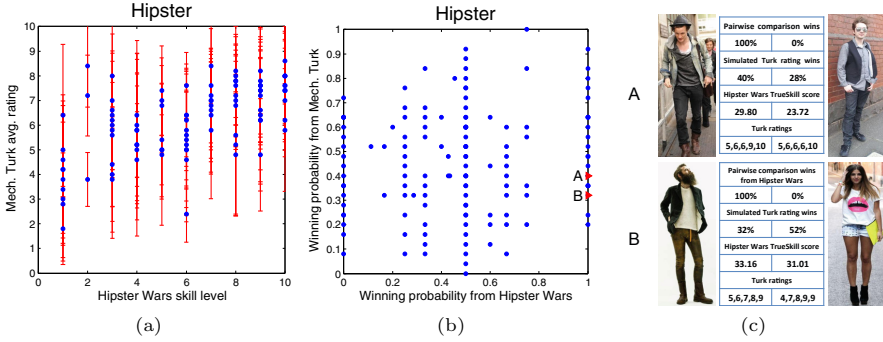 Hipster
Mech. Turk avg. rating
10
9
8
7
6
5
4
3
2
1
0
0 2 4 6 8 10
Hipster Wars skill level
(a)
Hipster
Winning probability from Mech. Turk
1
0.9
0.8
0.7
0.6
0.5
0.4
0.3
0.2
0.1
0
0 0.2 0.4 0.6 0.8 1
A
B
Winning probability from Hipster Wars
(b)
A
Pairwise comparison wins
100% 0%
Simulated Turk rating wins
40% 28%
Hipster Wars TrueSkill score
29.80 23.72
Turk ratings
5,6,6,9,10 5,6,6,6,10
B
Pairwise comparison wins
from Hipster Wars
100% 0%
Simulated Turk rating wins
32% 52%
Hipster Wars TrueSkill score
33.16 31.01
Turk ratings
5,6,7,8,9 4,7,8,9,9
(c)